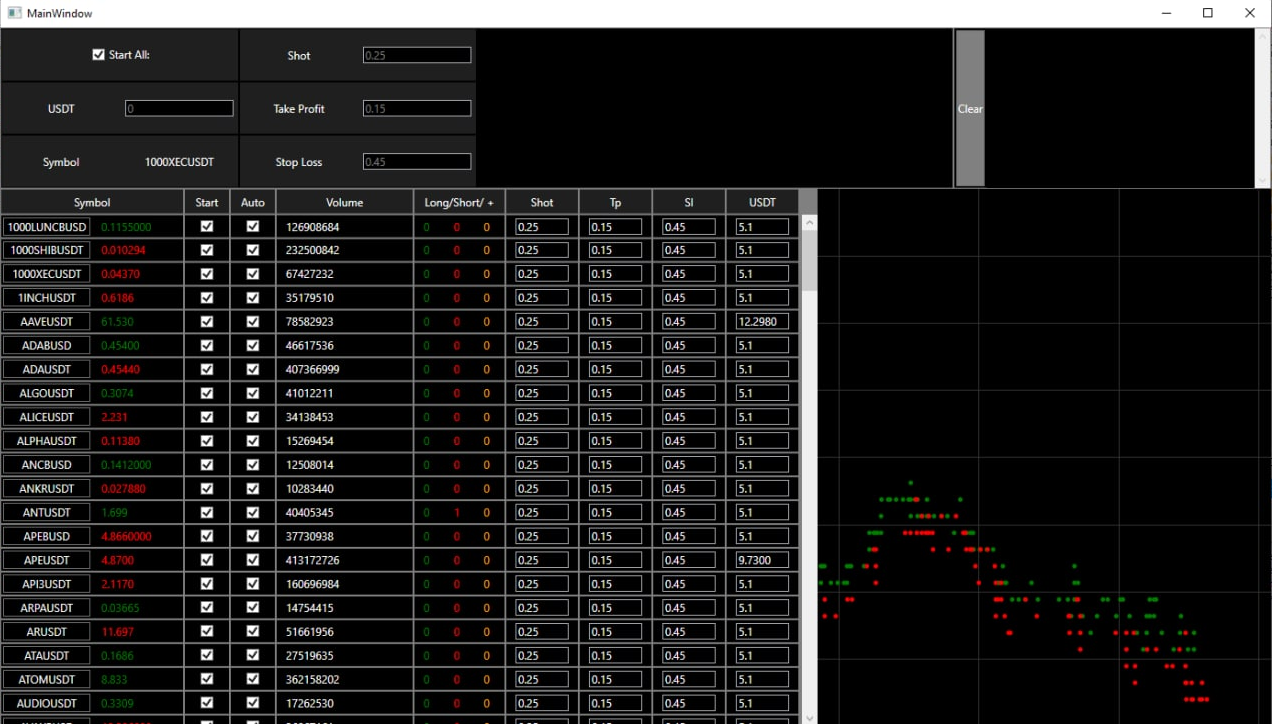 MainWindow
Start All: Shot 0.25
Clear
USDT 0 Take Profit 0.15
Symbol 1000XECUSDT Stop Loss 0.45
Symbol Start Auto Volume Long/Short/ + Shot Tp Sl USDT
1000LUNCBUSD 0.1155000 126908684 0 0 0 0.25 0.15 0.45 5.1
1000SHIBUSDT 0.010294 232500842 0 0 0 0.25 0.15 0.45 5.1
1000XECUSDT 0.04370 67427232 0 0 0 0.25 0.15 0.45 5.1
1INCHUSDT 0.6186 35179510 0 0 0 0.25 0.15 0.45 5.1
AAVEUSDT 61.530 78582923 0 0 0 0.25 0.15 0.45 12.2980
ADABUSD 0.45400 46617536 0 0 0 0.25 0.15 0.45 5.1
ADAUSDT 0.45440 407366999 0 0 0 0.25 0.15 0.45 5.1
ALGOUSDT 0.3074 41012211 0 0 0 0.25 0.15 0.45 5.1
ALICEUSDT 2.231 34138453 0 0 0 0.25 0.15 0.45 5.1
ALPHAUSDT 0.11380 15269454 0 0 0 0.25 0.15 0.45 5.1
ANCBUSD 0.1412000 12508014 0 0 0 0.25 0.15 0.45 5.1
ANKRUSDT 0.027880 10283440 0 0 0 0.25 0.15 0.45 5.1
ANTUSDT 1.699 40405345 0 1 0 0.25 0.15 0.45 5.1
APEBUSD 4.8660000 37730938 0 0 0 0.25 0.15 0.45 5.1
APEUSDT 4.8700 413172726 0 0 0 0.25 0.15 0.45 9.7300
API3USDT 2.1170 160696984 0 0 0 0.25 0.15 0.45 5.1
ARPAUSDT 0.03665 14754415 0 0 0 0.25 0.15 0.45 5.1
ARUSDT 11.697 51661956 0 0 0 0.25 0.15 0.45 5.1
ATAUSDT 0.1686 27519635 0 0 0 0.25 0.15 0.45 5.1
ATOMUSDT 8.833 362158202 0 0 0 0.25 0.15 0.45 5.1
AUDIOUSDT 0.3309 17262530 0 0 0 0.25 0.15 0.45 5.1